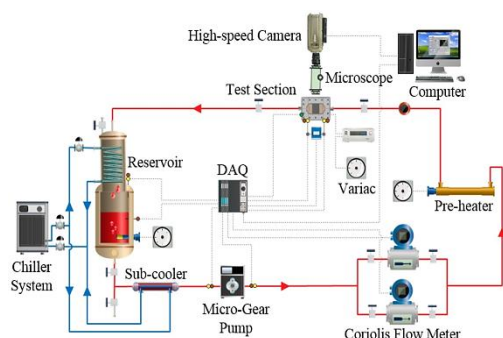 High-speed Camera
Microscope
Test Section
Computer
Reservoir
DAQ
Variac
Pre-heater
Chiller
System
Sub-cooler
Micro-Gear
Pump
Coriolis Flow Meter